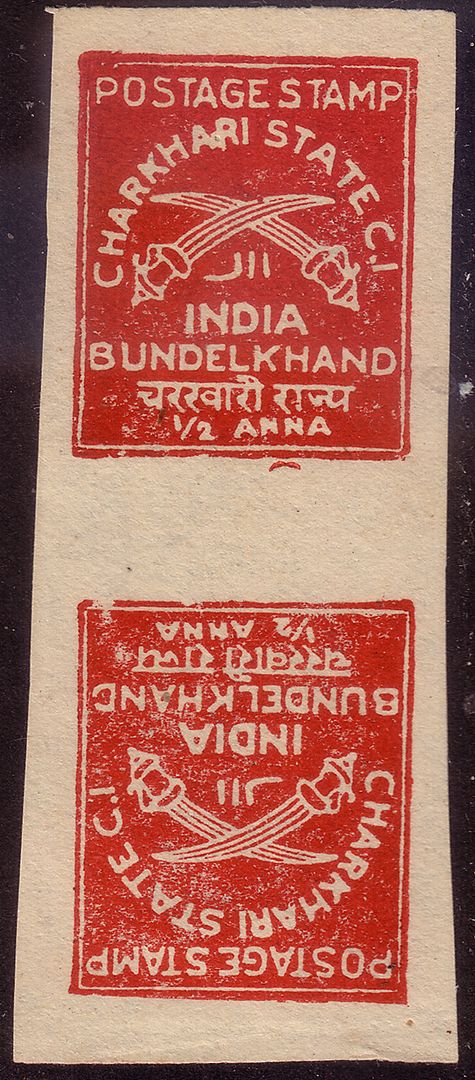 POSTAGE STAMP
CHARKHARI STATE C.I
INDIA
BUNDELKHAND
चरखारी राज्य
1/2 ANNA
POSTAGE STAMP
CHARKHARI STATE C.I
INDIA
BUNDELKHAND
चरखारी राज्य
1/2 ANNA